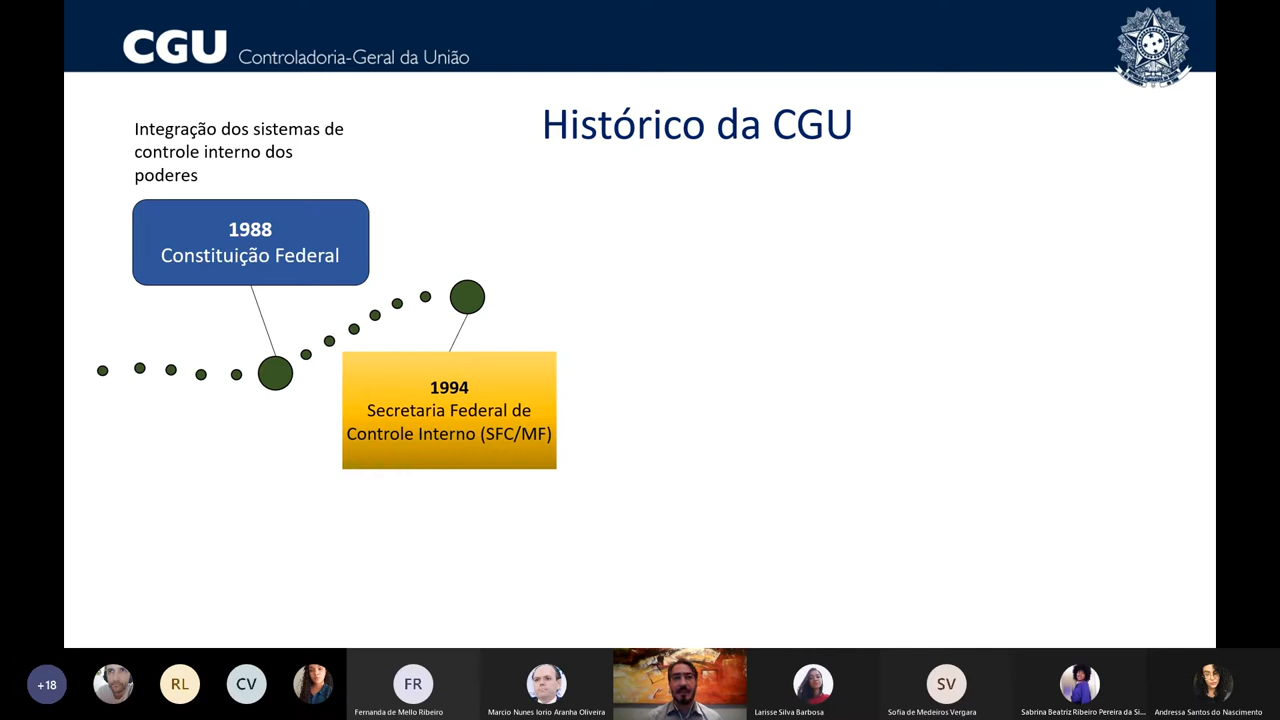 CGU Controladoria-Geral da União
Histórico da CGU
Integração dos sistemas de
controle interno dos
poderes
1988
Constituição Federal
1994
Secretaria Federal de
Controle Interno (SFC/MF)
+18
RL
CV
FR
SV
Fernanda de Mello Ribeiro
Marcio Nunes Iorio Aranha Oliveira
Larisse Silva Barbosa
Sofia de Medeiros Vergara
Sabrina Beatriz Ribeiro Pereira da Si...
Andressa Santos do Nascimento